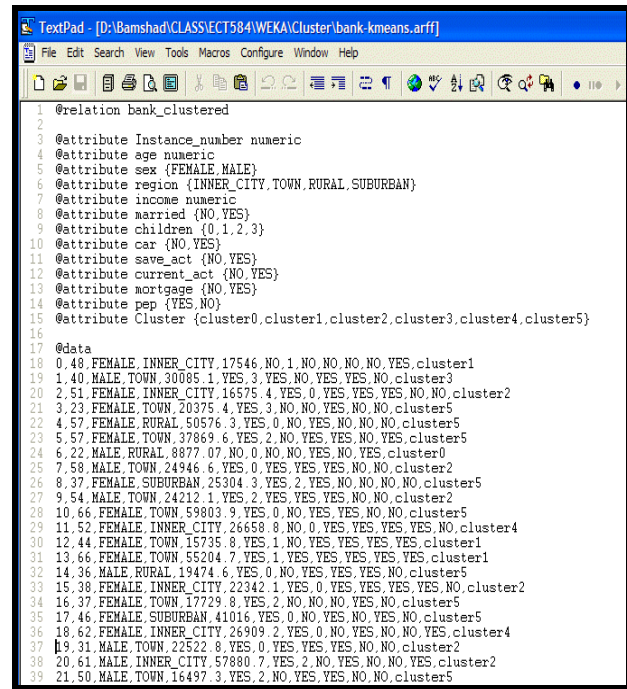 TextPad - [D:\Bamshad\CLASS\ECT584\WEKA\Cluster\bank-kmeans.arff]
File Edit Search View Tools Macros Configure Window Help
1 @relation bank_clustered
2
3 @attribute Instance_number numeric
4 @attribute age numeric
5 @attribute sex {FEMALE,MALE}
6 @attribute region {INNER_CITY,TOWN,RURAL,SUBURBAN}
7 @attribute income numeric
8 @attribute married {NO,YES}
9 @attribute children {0,1,2,3}
10 @attribute car {NO,YES}
11 @attribute save_act {NO,YES}
12 @attribute current_act {NO,YES}
13 @attribute mortgage {NO,YES}
14 @attribute pep {YES,NO}
15 @attribute Cluster {cluster0,cluster1,cluster2,cluster3,cluster4,cluster5}
16
17 @data
18 0,48,FEMALE,INNER_CITY,17546,NO,1,NO,NO,NO,NO,YES,cluster1
19 1,40,MALE,TOWN,30085.1,YES,3,YES,NO,YES,YES,NO,cluster3
20 2,51,FEMALE,INNER_CITY,16575.4,YES,0,YES,YES,YES,NO,NO,cluster2
21 3,23,FEMALE,TOWN,20375.4,YES,3,NO,NO,YES,NO,NO,cluster5
22 4,57,FEMALE,RURAL,50576.3,YES,0,NO,YES,NO,NO,NO,cluster5
23 5,57,FEMALE,TOWN,37869.6,YES,2,NO,YES,YES,NO,YES,cluster5
24 6,22,MALE,RURAL,8877.07,NO,0,NO,NO,YES,NO,YES,cluster0
25 7,58,MALE,TOWN,24946.6,YES,0,YES,YES,YES,NO,NO,cluster2
26 8,37,FEMALE,SUBURBAN,25304.3,YES,2,YES,NO,NO,NO,NO,cluster5
27 9,54,MALE,TOWN,24212.1,YES,2,YES,YES,YES,NO,NO,cluster2
28 10,66,FEMALE,TOWN,59803.9,YES,0,NO,YES,YES,NO,NO,cluster5
29 11,52,FEMALE,INNER_CITY,26658.8,NO,0,YES,YES,YES,YES,NO,cluster4
30 12,44,FEMALE,TOWN,15735.8,YES,1,NO,YES,YES,YES,YES,cluster1
31 13,66,FEMALE,TOWN,55204.7,YES,1,YES,YES,YES,YES,YES,cluster1
32 14,36,MALE,RURAL,19474.6,YES,0,NO,YES,YES,YES,NO,cluster5
33 15,38,FEMALE,INNER_CITY,22342.1,YES,0,YES,YES,YES,YES,NO,cluster2
34 16,37,FEMALE,TOWN,17729.8,YES,2,NO,NO,NO,YES,NO,cluster5
35 17,46,FEMALE,SUBURBAN,41016,YES,0,NO,YES,NO,YES,NO,cluster5
36 18,62,FEMALE,INNER_CITY,26909.2,YES,0,NO,YES,NO,NO,YES,cluster4
37 19,31,MALE,TOWN,22522.8,YES,0,YES,YES,YES,NO,NO,cluster2
38 20,61,MALE,INNER_CITY,57880.7,YES,2,NO,YES,NO,NO,YES,cluster2
39 21,50,MALE,TOWN,16497.3,YES,2,NO,YES,YES,NO,NO,cluster5